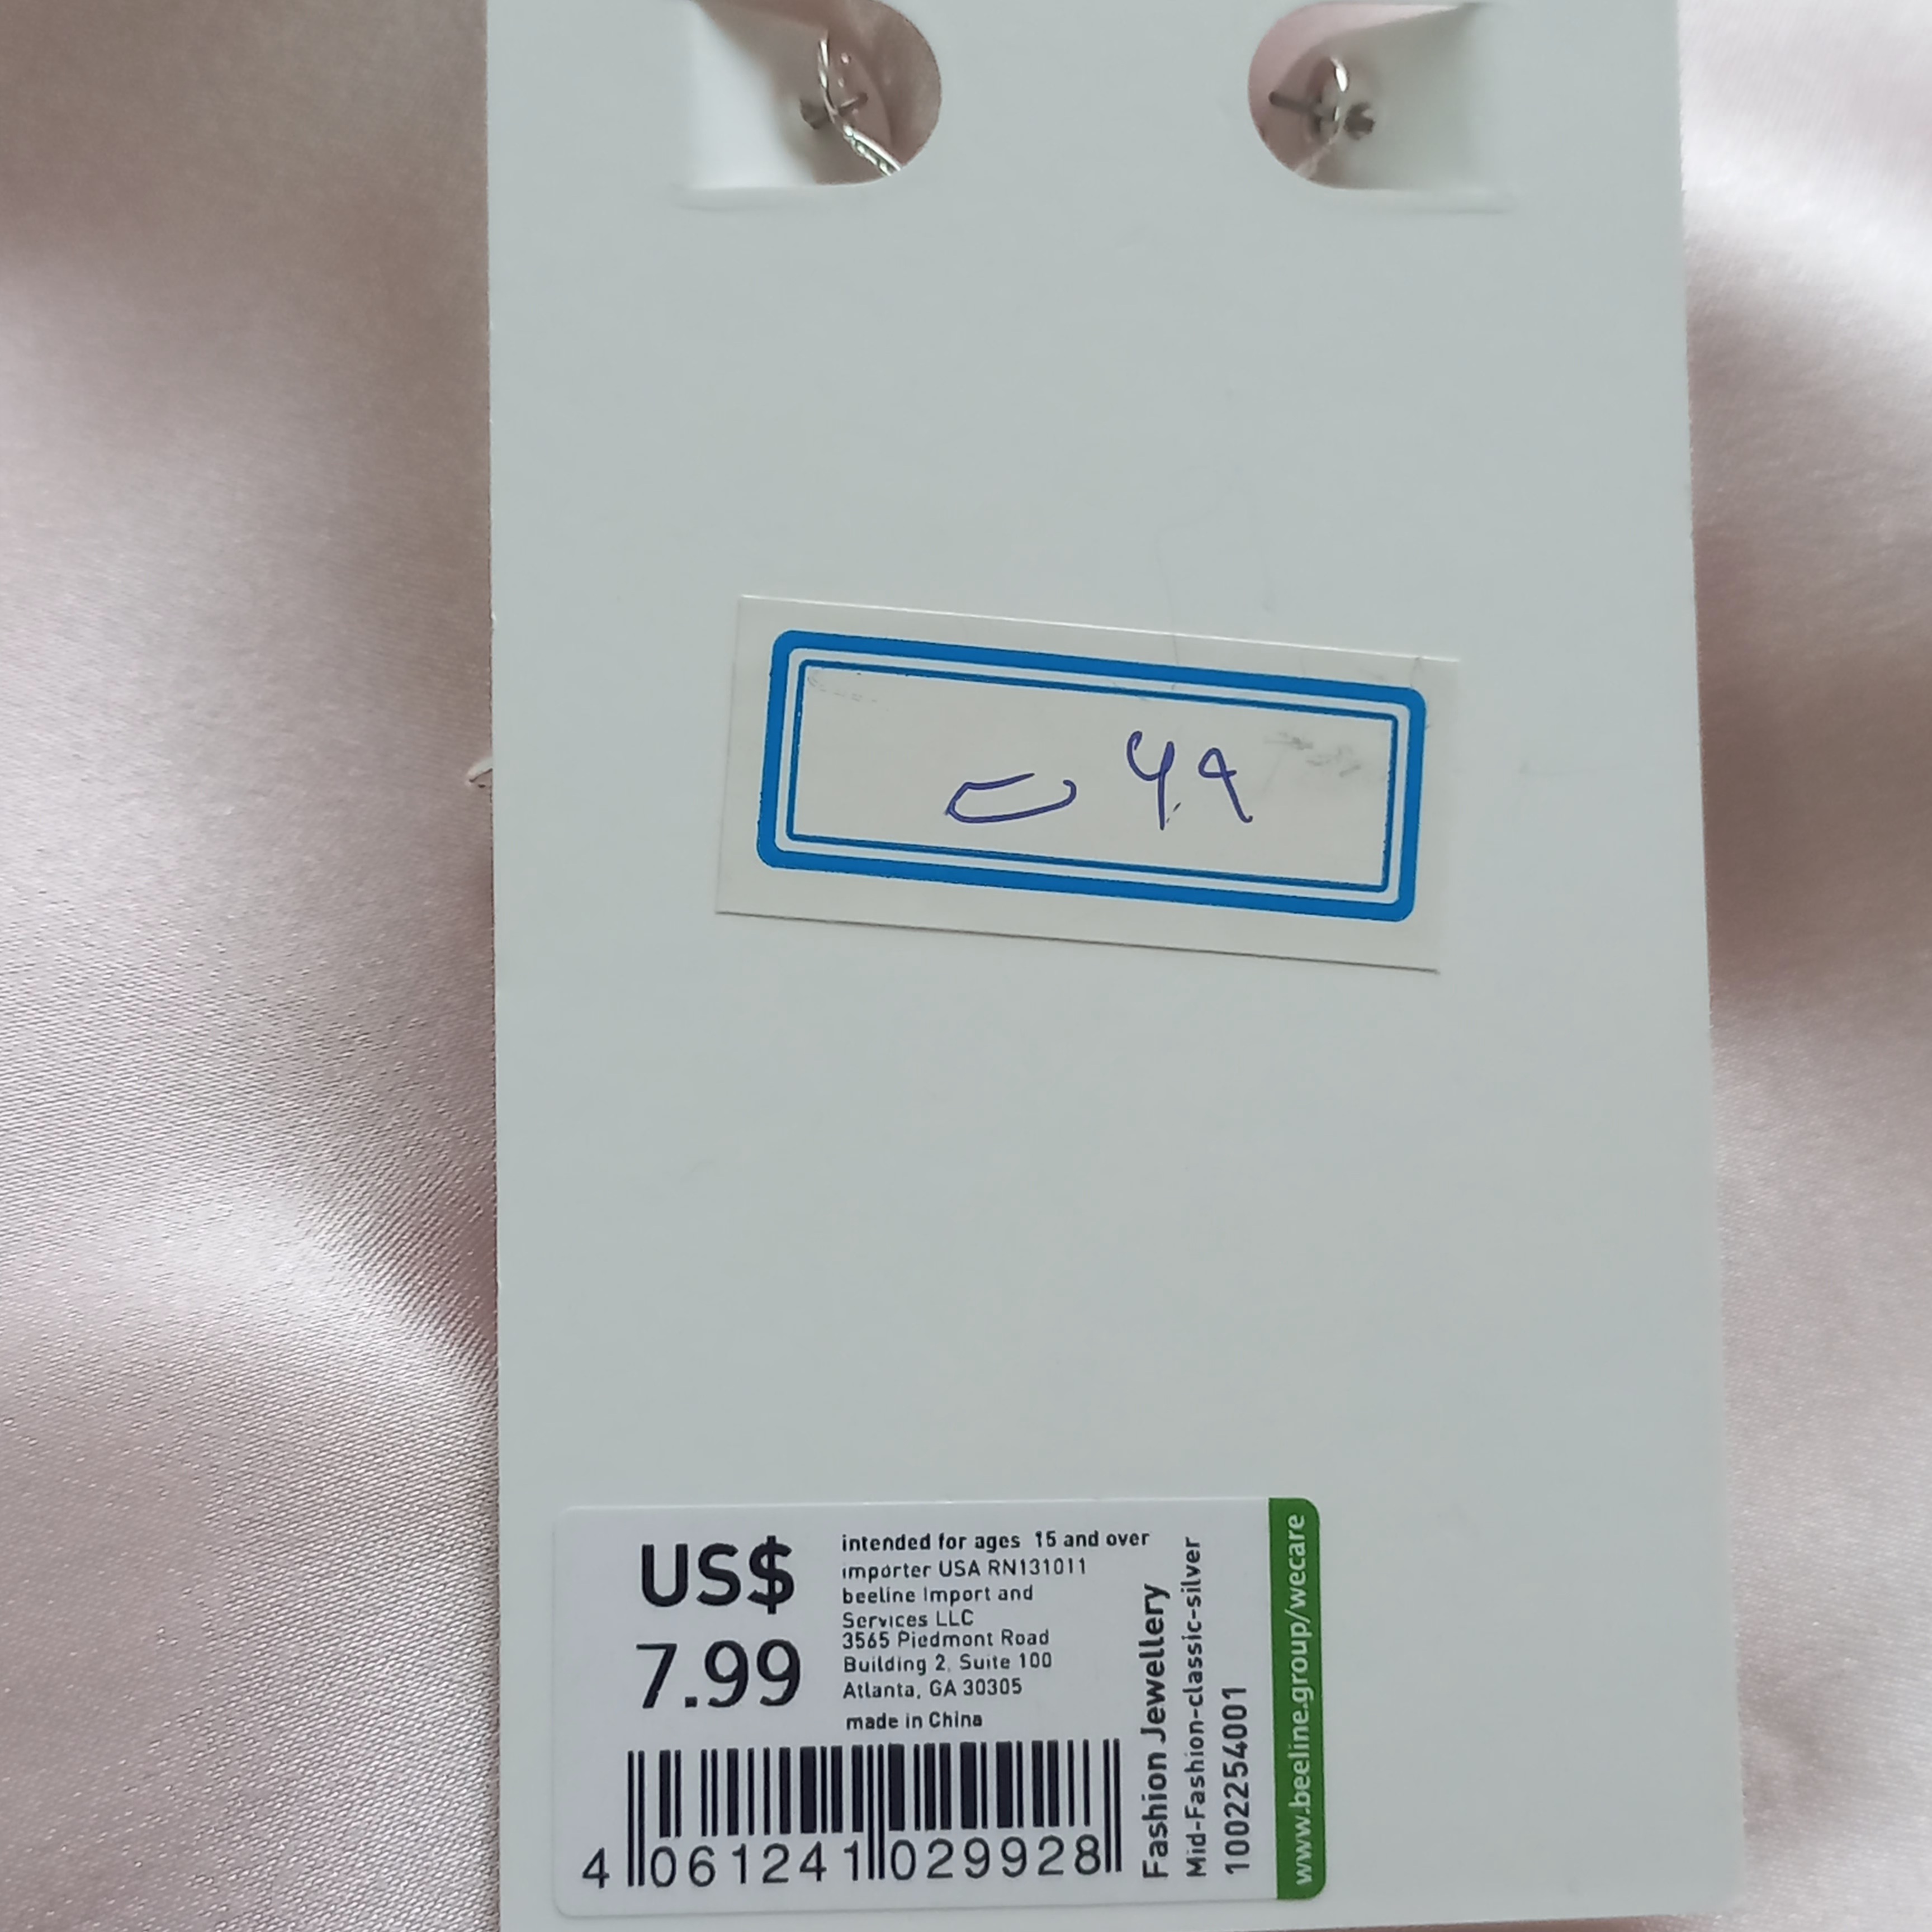 US$
7.99
intended for ages 15 and over
importer USA RN131011
beeline Import and
Services LLC
3565 Piedmont Road
Building 2, Suite 100
Atlanta, GA 30305
made in China
4 061241 029928
Fashion Jewellery
Mid-Fashion-classic-silver
1002254001
www.beeline.group/wecare